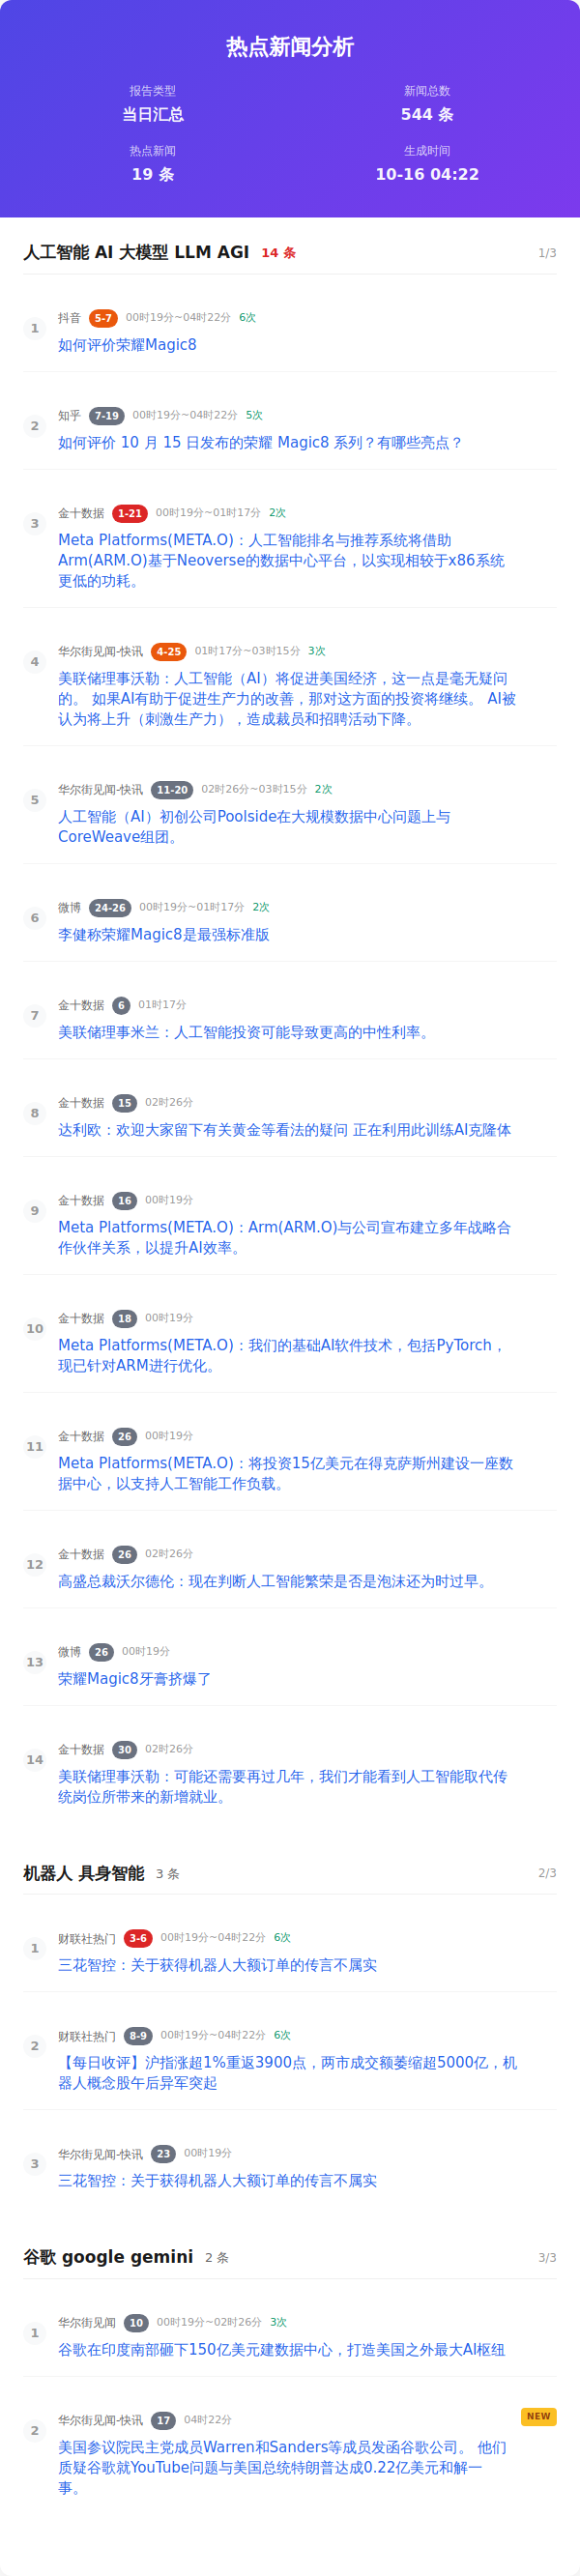 热点新闻分析
报告类型
新闻总数
当日汇总
544 条
热点新闻
生成时间
19 条
10-16 04:22
人工智能 AI 大模型 LLM AGI 14 条 1/3
1 抖音 5-7 00时19分~04时22分 6次
如何评价荣耀Magic8
2 知乎 7-19 00时19分~04时22分 5次
如何评价 10 月 15 日发布的荣耀 Magic8 系列？有哪些亮点？
3 金十数据 1-21 00时19分~01时17分 2次
Meta Platforms(META.O)：人工智能排名与推荐系统将借助
Arm(ARM.O)基于Neoverse的数据中心平台，以实现相较于x86系统
更低的功耗。
4 华尔街见闻-快讯 4-25 01时17分~03时15分 3次
美联储理事沃勒：人工智能（AI）将促进美国经济，这一点是毫无疑问
的。 如果AI有助于促进生产力的改善，那对这方面的投资将继续。 AI被
认为将上升（刺激生产力），造成裁员和招聘活动下降。
5 华尔街见闻-快讯 11-20 02时26分~03时15分 2次
人工智能（AI）初创公司Poolside在大规模数据中心问题上与
CoreWeave组团。
6 微博 24-26 00时19分~01时17分 2次
李健称荣耀Magic8是最强标准版
7 金十数据 6 01时17分
美联储理事米兰：人工智能投资可能导致更高的中性利率。
8 金十数据 15 02时26分
达利欧：欢迎大家留下有关黄金等看法的疑问 正在利用此训练AI克隆体
9 金十数据 16 00时19分
Meta Platforms(META.O)：Arm(ARM.O)与公司宣布建立多年战略合
作伙伴关系，以提升AI效率。
10 金十数据 18 00时19分
Meta Platforms(META.O)：我们的基础AI软件技术，包括PyTorch，
现已针对ARM进行优化。
11 金十数据 26 00时19分
Meta Platforms(META.O)：将投资15亿美元在得克萨斯州建设一座数
据中心，以支持人工智能工作负载。
12 金十数据 26 02时26分
高盛总裁沃尔德伦：现在判断人工智能繁荣是否是泡沫还为时过早。
13 微博 26 00时19分
荣耀Magic8牙膏挤爆了
14 金十数据 30 02时26分
美联储理事沃勒：可能还需要再过几年，我们才能看到人工智能取代传
统岗位所带来的新增就业。
机器人 具身智能 3 条 2/3
1 财联社热门 3-6 00时19分~04时22分 6次
三花智控：关于获得机器人大额订单的传言不属实
2 财联社热门 8-9 00时19分~04时22分 6次
【每日收评】沪指涨超1%重返3900点，两市成交额萎缩超5000亿，机
器人概念股午后异军突起
3 华尔街见闻-快讯 23 00时19分
三花智控：关于获得机器人大额订单的传言不属实
谷歌 google gemini 2 条 3/3
1 华尔街见闻 10 00时19分~02时26分 3次
谷歌在印度南部砸下150亿美元建数据中心，打造美国之外最大AI枢纽
2 华尔街见闻-快讯 17 04时22分 NEW
美国参议院民主党成员Warren和Sanders等成员发函谷歌公司。 他们
质疑谷歌就YouTube问题与美国总统特朗普达成0.22亿美元和解一
事。